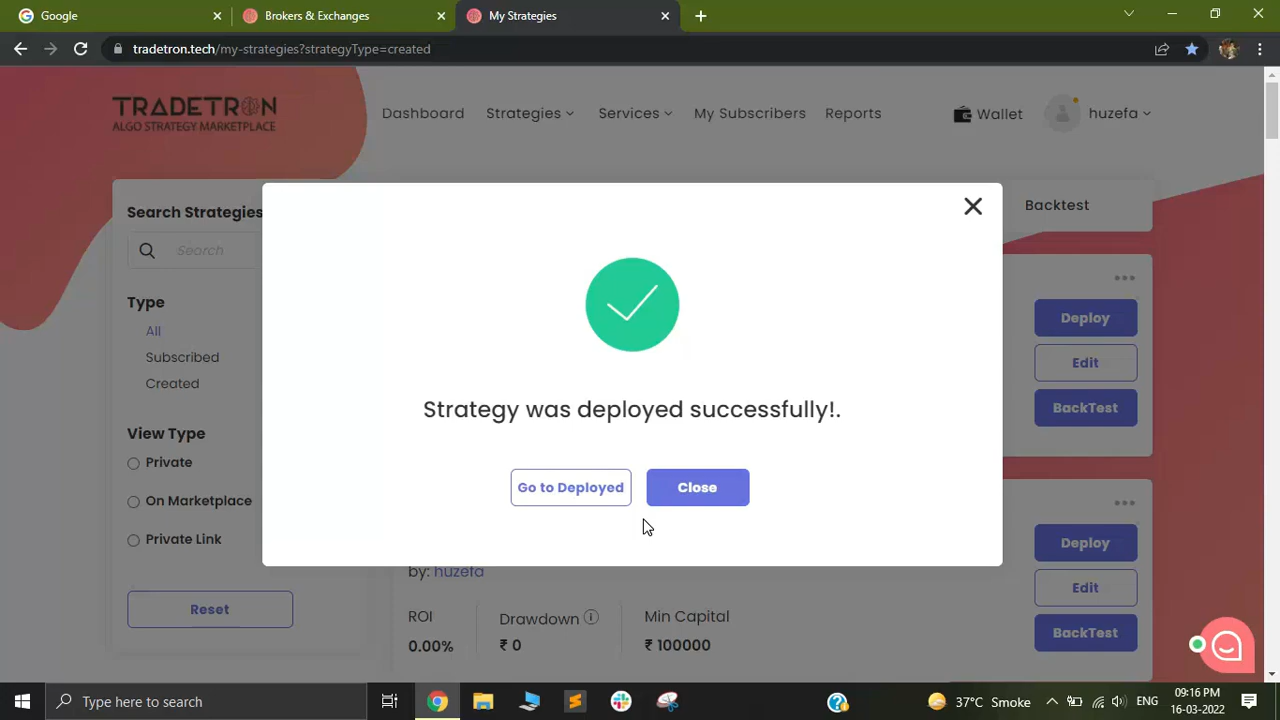 Google
Brokers & Exchanges
My Strategies
tradetron.tech/my-strategies?strategyType=created
TRADETRON
ALGO STRATEGY MARKETPLACE
Dashboard
Strategies
Services
My Subscribers
Reports
Wallet
huzefa
Search Strategies
Search
Type
All
Subscribed
Created
View Type
Private
On Marketplace
Private Link
Reset
Backtest
Strategy was deployed successfully!.
Go to Deployed
Close
Deploy
Edit
BackTest
by: huzefa
ROI
0.00%
Drawdown
₹ 0
Min Capital
₹ 100000
Deploy
Edit
BackTest
Type here to search
37°C Smoke
ENG
09:16 PM
16-03-2022